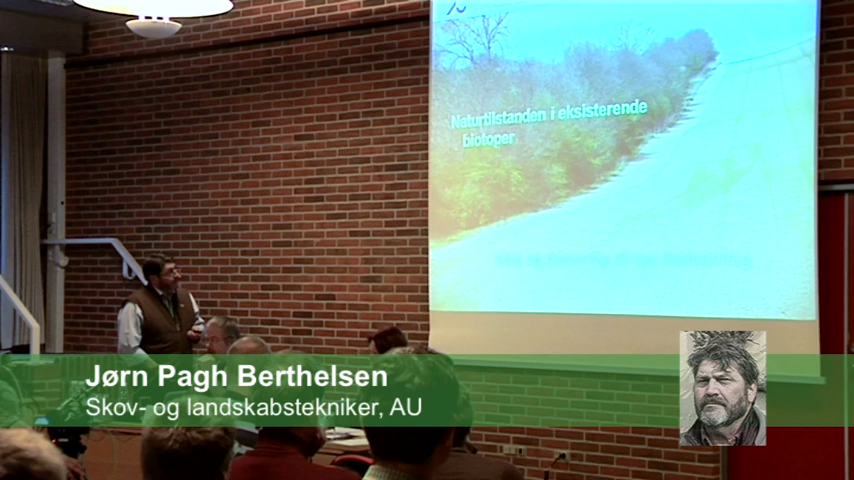 Naturtilstanden i eksisterende
biotoper
Jørn Pagh Berthelsen
Skov- og landskabstekniker, AU